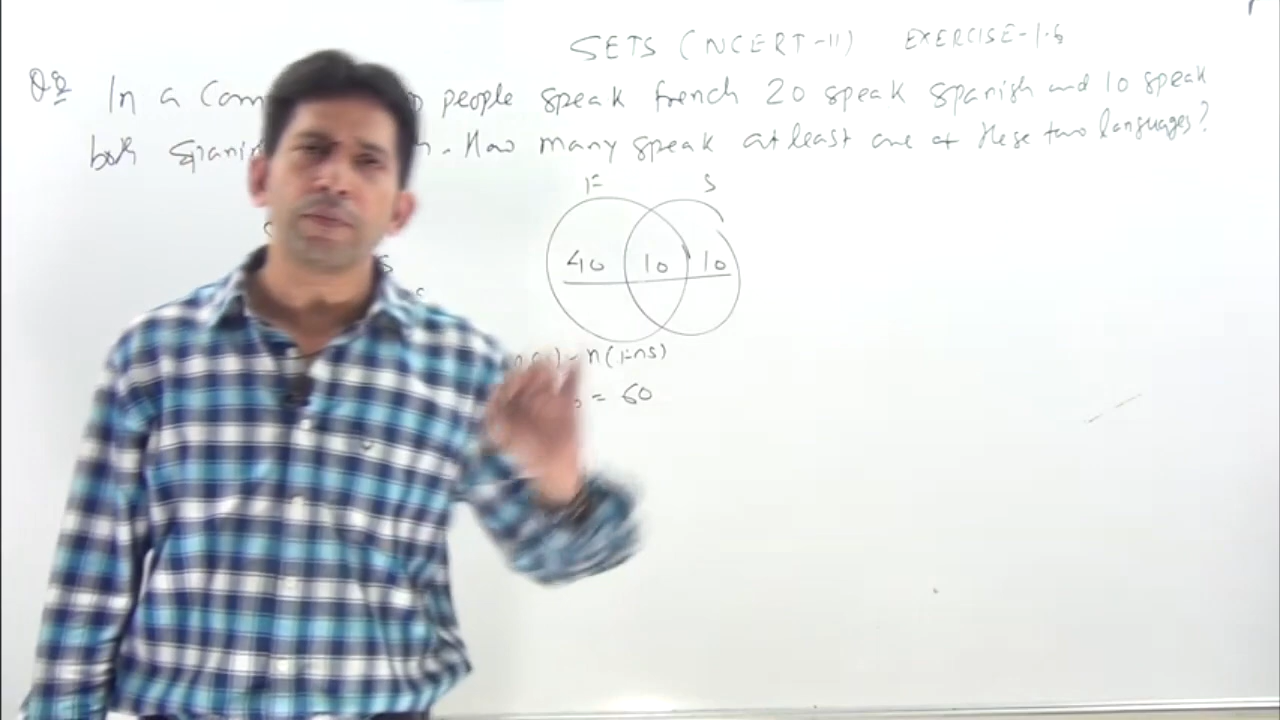 SETS (NCERT-11) EXERCISE-1.6
Q8 In a Com people speak french 20 speak spanish and 10 speak
both spani . How many speak at least one of these two languages?
F S
40 10 10
- n(F∩S)
= 60